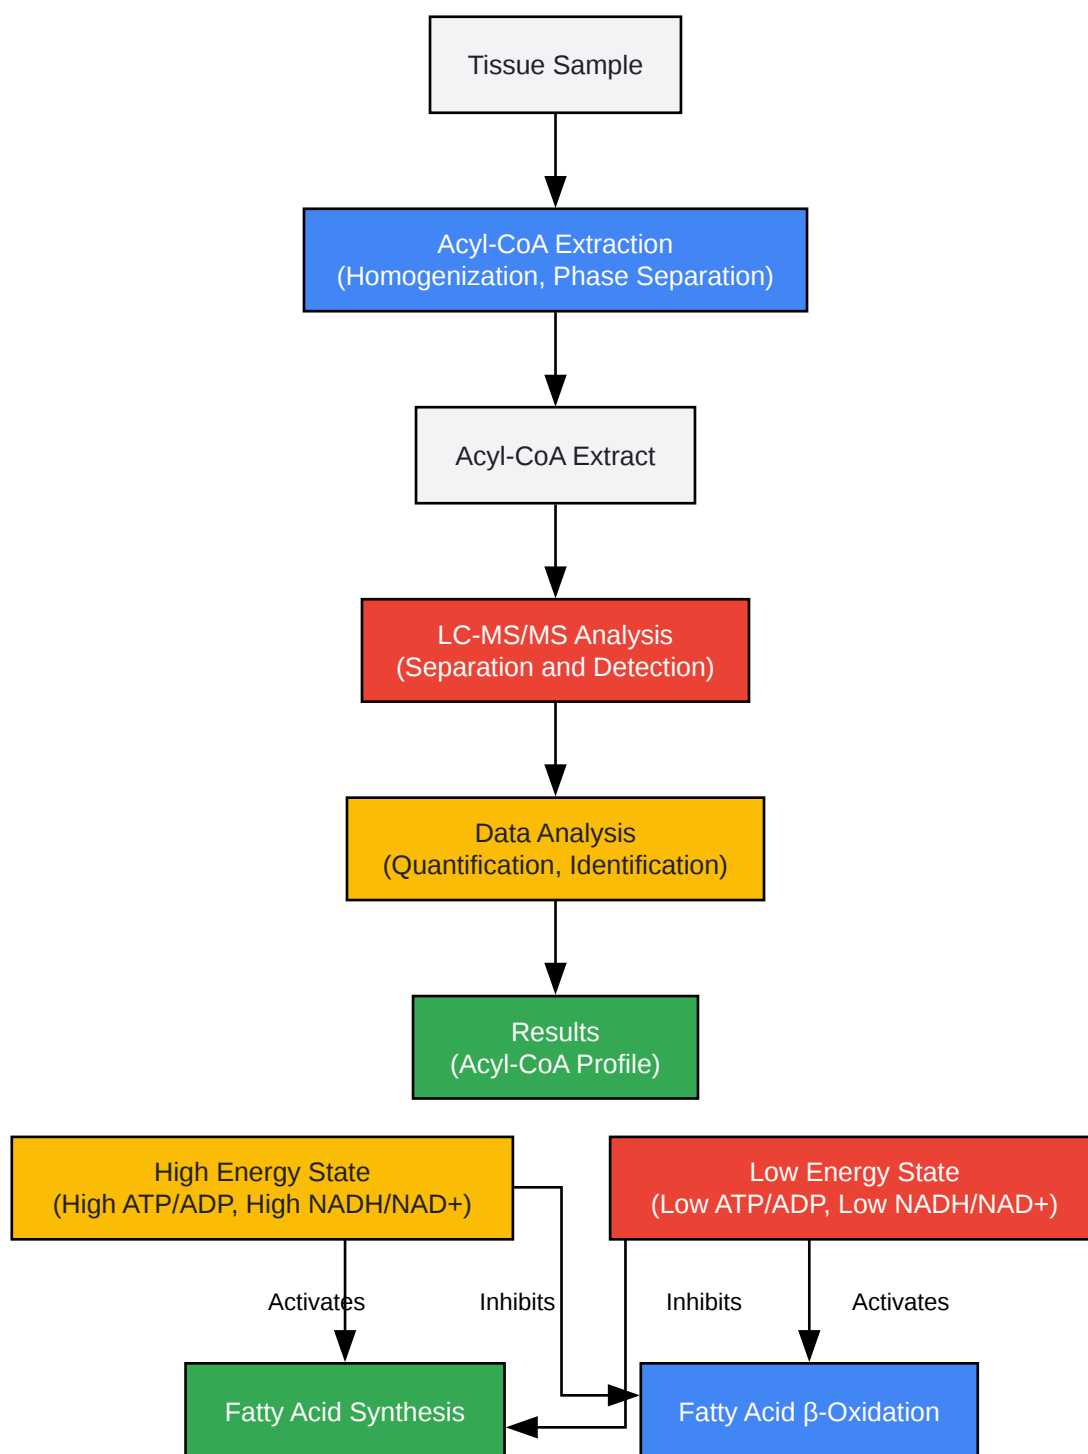 Tissue Sample
Acyl-CoA Extraction
(Homogenization, Phase Separation)
Acyl-CoA Extract
LC-MS/MS Analysis
(Separation and Detection)
Data Analysis
(Quantification, Identification)
Results
(Acyl-CoA Profile)
High Energy State
(High ATP/ADP, High NADH/NAD+)
Low Energy State
(Low ATP/ADP, Low NADH/NAD+)
Activates
Inhibits
Inhibits
Activates
Fatty Acid Synthesis
Fatty Acid β-Oxidation